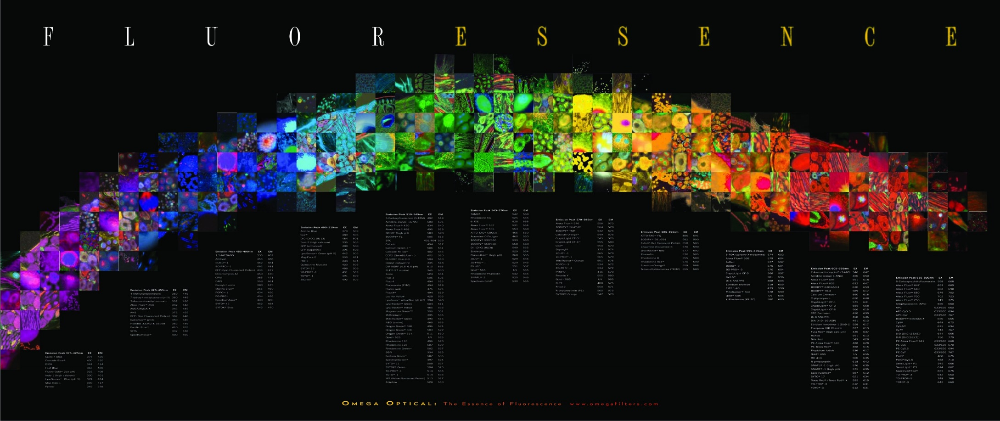 F L U O R E S S E N C E
Emission Peak 375-425nm EX EM
Calcein Blue 375 420
Cascade Blue® 400 420
DIDS 341 414
Fast Blue 365 420
Fluoro-Gold™ (low pH) 323 408
Indo-1 (high calcium) 330 401
LysoSensor™ Blue (pH 5) 374 424
Mag-Indo-1 330 417
Pyrene 345 378
Emission Peak 425-455nm EX EM
4-Methylumbelliferone 360 449
7-Hydroxy-4-methylcoumarin (pH 9) 360 449
7-Amino-4-methylcoumarin 351 430
Alexa Fluor® 350 347 442
AMCA/AMCA-X 345 445
ANS 372 455
BFP (Blue Fluorescent Protein) 382 448
Calcofluor® White 350 440
Hoechst 33342 & 33258 352 449
Pacific Blue™ 410 455
SITS 337 436
SpectrumBlue® 400 450
Emission Peak 455-490nm EX EM
1,5-IAEDANS 336 482
AmCyan 454 488
BOBO™-1 462 481
BO-PRO™-1 462 481
CFP (Cyan Fluorescent Protein) 434 477
Chromomycin A3 450 470
CPM 385 471
DAPI 358 461
Dansylchloride 380 475
Marina Blue® 365 460
POPO™-1 434 456
PO-PRO™-1 434 456
SpectrumAqua® 433 480
SYTO® 45 452 484
SYTOX® Blue 445 470
Emission Peak 490-510nm EX EM
Aniline Blue 370 509
Cy2® 489 506
DiO (DiOC18) (3) 484 501
Fura-2 (high calcium) 335 505
GFP (enhanced) 488 508
GFP (sapphire) 395 508
LysoSensor™ Green (pH 5) 442 505
Mag-Fura-2 330 491
PBF1 334 504
Quinacrine Mustard 423 503
SYTO® 13 488 509
YO-PRO™-1 491 509
YOYO®-1 491 509
ZsGreen 492 505
Emission Peak 510-545nm EX EM
5-Carboxyfluorescein (5-FAM) 492 518
Acridine orange (+DNA) 500 526
Alexa Fluor® 430 434 540
Alexa Fluor® 488 495 519
BCECF (high pH) 503 528
BODIPY® FL 505 513
BTC 401/464 529
Calcein 494 517
Calcium Green-1™ 506 531
Cascade Yellow™ 402 545
CCF2 (GeneBLAzer™) 402 520
Cl-NERF (low pH) 504 540
Dansyl cadaverine 335 518
DM-NERF (4.5-6.5 pH) 510 536
ELF®-97 alcohol 345 530
Eosin 524 544
Fluo-3 506 526
Fluo-4 494 516
Fluorescein (FITC) 494 518
Fluoro-Jade 475 525
FluorX® 494 519
Lucifer Yellow 428 536
LysoSensor™ Yellow/Blue (pH 4.2) 384 540
LysoTracker® Green 504 511
LysoTracker® Yellow 465 535
Magnesium Green™ 506 531
Mithramycin 395 535
MitoTracker® Green 490 516
NBD (amine) 465 535
Oregon Green® 488 496 524
Oregon Green® 500 503 522
Oregon Green® 514 511 530
Qdot™ 525 UV 525
Rhodamine 110 496 520
Rhodamine 123 507 529
Rhodamine Green™ 502 527
SBFI 334 525
Sodium Green™ 507 535
SpectrumGreen® 497 524
SYTO® 11 508 527
SYTOX® Green 504 523
TO-PRO®-1 514 533
TOTO®-1 514 533
YFP (Yellow Fluorescent Protein) 513 527
ZsYellow 528 540
Emission Peak 545-570nm EX EM
TAMRA 542 568
Rhodamine 6G 525 555
6-JOE 525 555
Alexa Fluor® 532 531 554
Alexa Fluor® 555 553 568
ATTO-TAG™ CBQCA 465 560
Auramine O-Feulgen 460 550
BODIPY® 530/550 533 550
BODIPY® 558/568 558 568
DiI (DiIC18(3)) 549 565
Erythrosin 529 554
Fluoro-Gold™ (high pH) 368 565
JOJO™-1 529 545
JO-PRO™-1 529 545
PKH26 551 567
Qdot™ 565 UV 565
Rhodamine Phalloidin 542 565
SNAFL®-2 525 546
Spectrum Gold® 530 555
Emission Peak 570-585nm EX EM
Alexa Fluor® 546 556 573
BODIPY® 564/570 564 570
BODIPY® TMR 542 574
Calcium Orange™ 549 576
CryptoLight CF-3™ 545 576
CryptoLight CF-4™ 555 580
Cy3® 550 570
Dapoxyl® 373 574
LOLO™-1 565 579
LO-PRO™-1 565 579
MitoTracker® Orange 551 576
POPO™-3 534 572
PO-PRO™-3 534 572
PyMPO 415 570
Pyronin Y 555 580
Qdot™ 585 UV 585
R-PE 488 575
Rhod-2 550 571
R-phycoerythrin (PE) 565 575
SYTOX® Orange 547 570
Emission Peak 585-595nm EX EM
ATTO-TAG™ FQ 486 591
BODIPY® 581/591 582 590
DsRed2 (Red Fluorescent Protein) 558 583
Lissamine rhodamine B 570 590
LysoTracker® Red 577 592
Resorufin 570 585
Rhodamine B 555 580
Rhodamine Red™ 570 590
SpectrumOrange® 559 588
Tetramethylrhodamine (TRITC) 555 580
Emission Peak 595-605nm EX EM
5-ROX (carboxy-X-rhodamine) 574 602
Alexa Fluor® 568 579 604
AsRed 577 597
BOBO™-3 570 604
BO-PRO™-3 570 604
CryptoLight CF-5 566 597
Cy3.5® 581 596
Di-4 ANEPPS 488 605
Ethidium bromide 518 605
FM® 1-43 479 598
MitoTracker® Red 578 599
Qdot™ 605 UV 605
X-Rhodamine (XRITC) 580 605
Emission Peak 605-655nm EX EM
7-Aminoactinomycin D (7-AAD) 546 647
Acridine orange (+RNA) 460 650
Alexa Fluor® 594 591 618
Alexa Fluor® 633 632 647
BODIPY® 630/650-X 630 650
BODIPY® TR-X 589 617
Calcium Crimson™ 590 615
C-phycocyanin 620 648
CryptoLight™ CF-1 575 641
CryptoLight™ CF-2 585 658
CryptoLight™ CF-6 566 615
CTC Formazan 450 630
Di-8 ANEPPS 468 635
DiA (4-Di-16-ASP) 491 613
Ethidium homodimer-1 (EthD-1) 528 617
Europium (III) Chloride 337 613
Fura Red™ (high calcium) 436 637
HcRed 591 613
Nile Red 549 628
PE-Alexa Fluor® 610 488 628
PE-Texas Red® 488 615
Propidium Iodide 536 617
Qdot™ 655 UV 655
RH 414 500 635
R-phycocyanin 618 642
SNAFL®-1 (high pH) 576 635
SNARF®-1 (high pH) 575 635
SpectrumRed® 587 612
SYTO® 17 621 634
Texas Red®/Texas Red®-X 595 615
YO-PRO®-3 612 631
YOYO®-3 612 631
Emission Peak 655-800nm EX EM
5-Carboxynaphthofluorescein 598 668
Alexa Fluor® 647 653 669
Alexa Fluor® 660 663 690
Alexa Fluor® 680 679 702
Alexa Fluor® 700 702 723
Alexa Fluor® 750 749 775
Allophycocyanin (APC) 650 660
APC 633/635 660
APC-Cy5.5 633/635 694
APC-Cy7 633/635 767
BODIPY® 650/665-X 650 665
Cy5® 649 670
Cy5.5® 675 694
Cy7® 743 767
DiD (DiIC (18)(5)) 644 665
DiR (DiIC(18)(7)) 750 779
PE-Alexa Fluor® 647 633/635 668
PE-Cy5 633/635 670
PE-Cy5.5 633/635 694
PE-Cy7 633/635 767
PerCP 488 675
PerCP/Cy5.5 488 710
SensiLight™ P1 545 666
SensiLight™ P3 614 662
SpectrumFRed® 655 675
TO-PRO®-3 642 660
TO-PRO®-5 748 768
TOTO®-3 642 660
OMEGA OPTICAL: The Essence of Fluorescence www.omegafilters.com